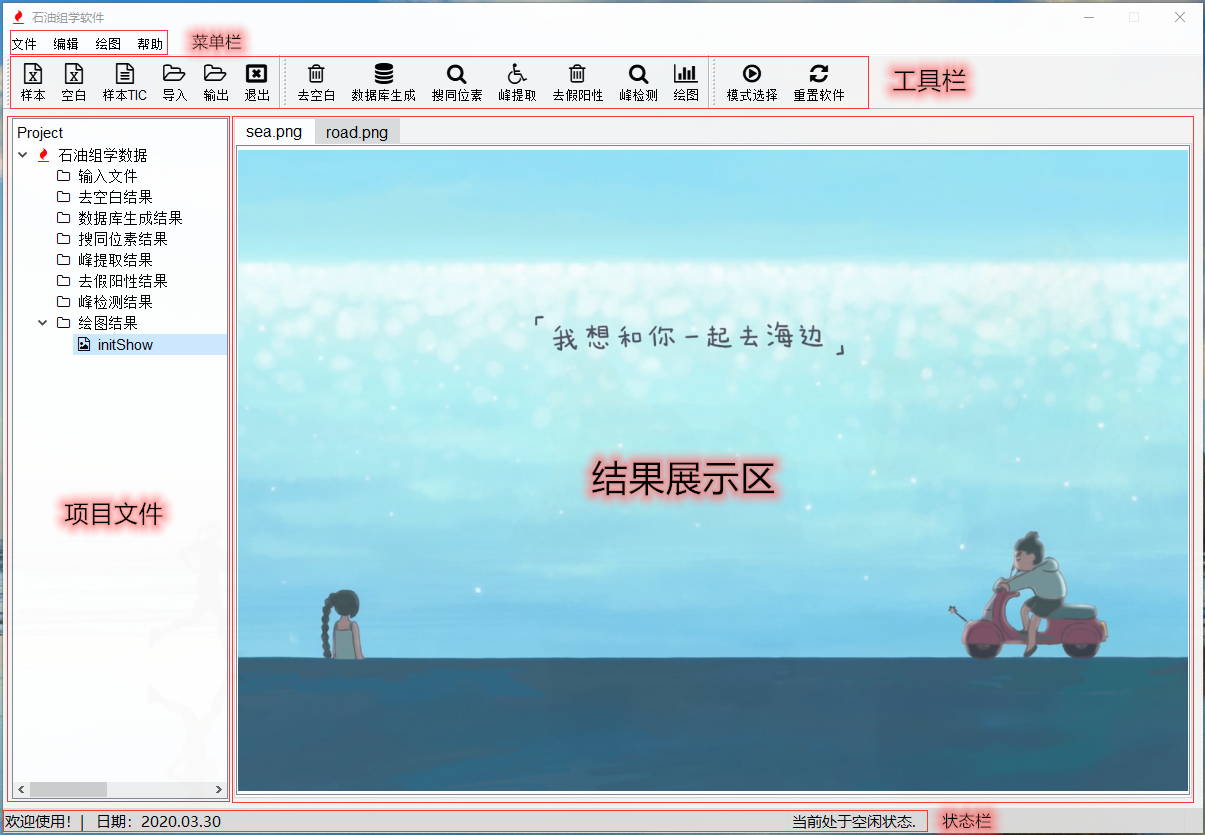 石油组学软件
文件 编辑 绘图 帮助 菜单栏
样本 空白 样本TIC 导入 输出 退出 去空白 数据库生成 搜同位素 峰提取 去假阳性 峰检测 绘图 模式选择 重置软件 工具栏
Project
石油组学数据
输入文件
去空白结果
数据库生成结果
搜同位素结果
峰提取结果
去假阳性结果
峰检测结果
绘图结果
initShow
项目文件
sea.png road.png
「我想和你一起去海边」
结果展示区
欢迎使用! | 日期: 2020.03.30 当前处于空闲状态. 状态栏